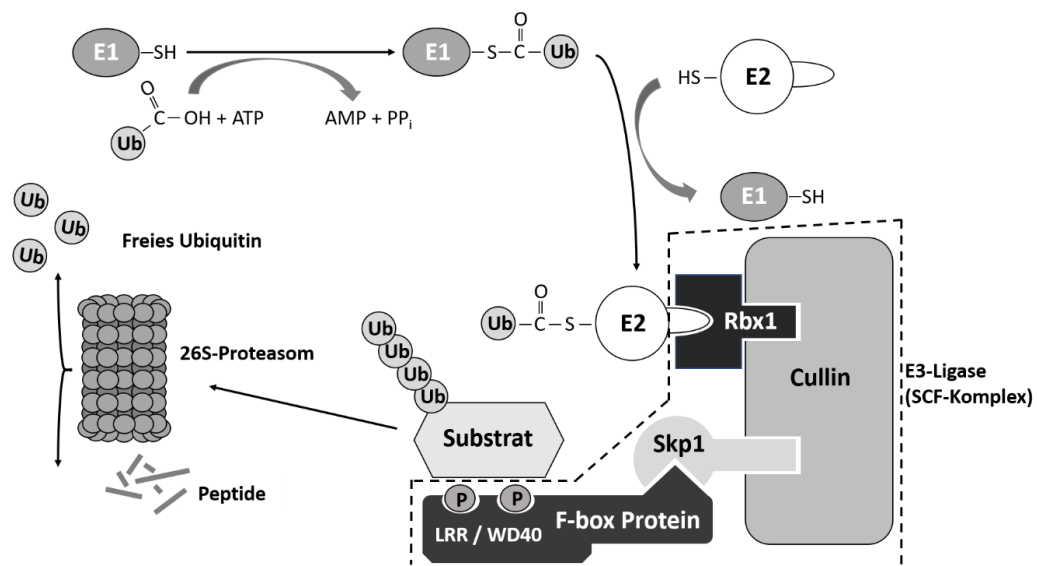 E1 –SH
E1 –S–C–Ub
O
HS– E2
O
C–OH + ATP
Ub
AMP + PPi
E1 –SH
Ub
Ub
Ub
Freies Ubiquitin
26S-Proteasom
Peptide
Ub
Ub
Ub
Ub
O
Ub –C–S– E2
Rbx1
Cullin
E3-Ligase
(SCF-Komplex)
Substrat
Skp1
P P
LRR / WD40
F-box Protein